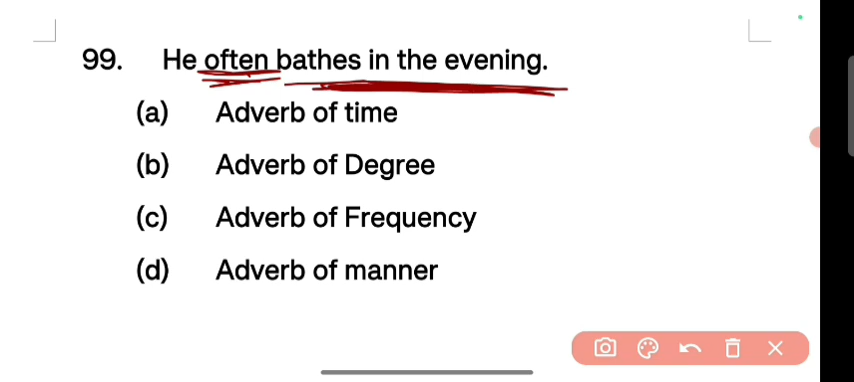 99. He often bathes in the evening.
(a) Adverb of time
(b) Adverb of Degree
(c) Adverb of Frequency
(d) Adverb of manner